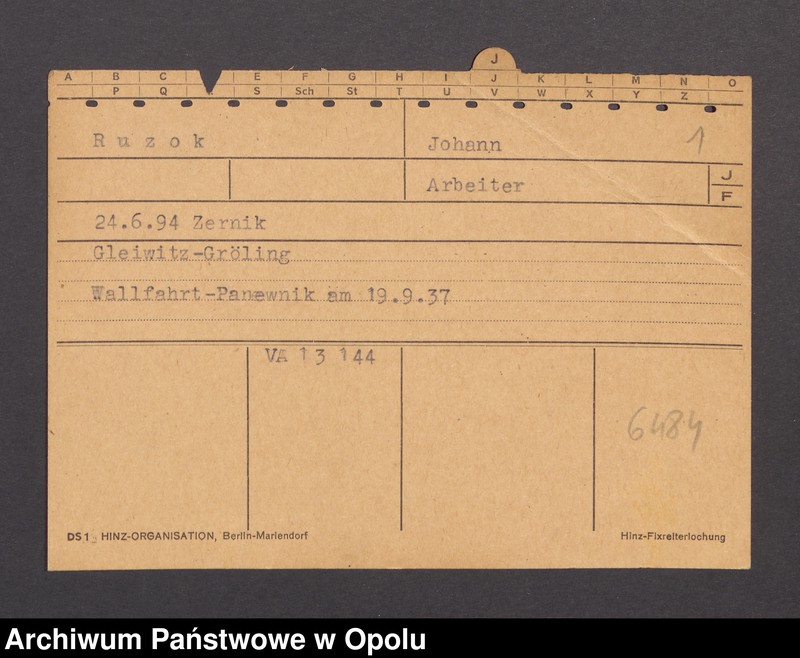 J
A B C E F G H I J K L M N O
P Q S Sch St T U V W X Y Z
Ruzok Johann 1
Arbeiter J
F
24.6.94 Zernik
Gleiwitz-Gröling
Wallfahrt-Panewnik am 19.9.37
VA 13 144
6484
DS1 HINZ-ORGANISATION, Berlin-Mariendorf Hinz-Fixreiterlochung
Archiwum Państwowe w Opolu